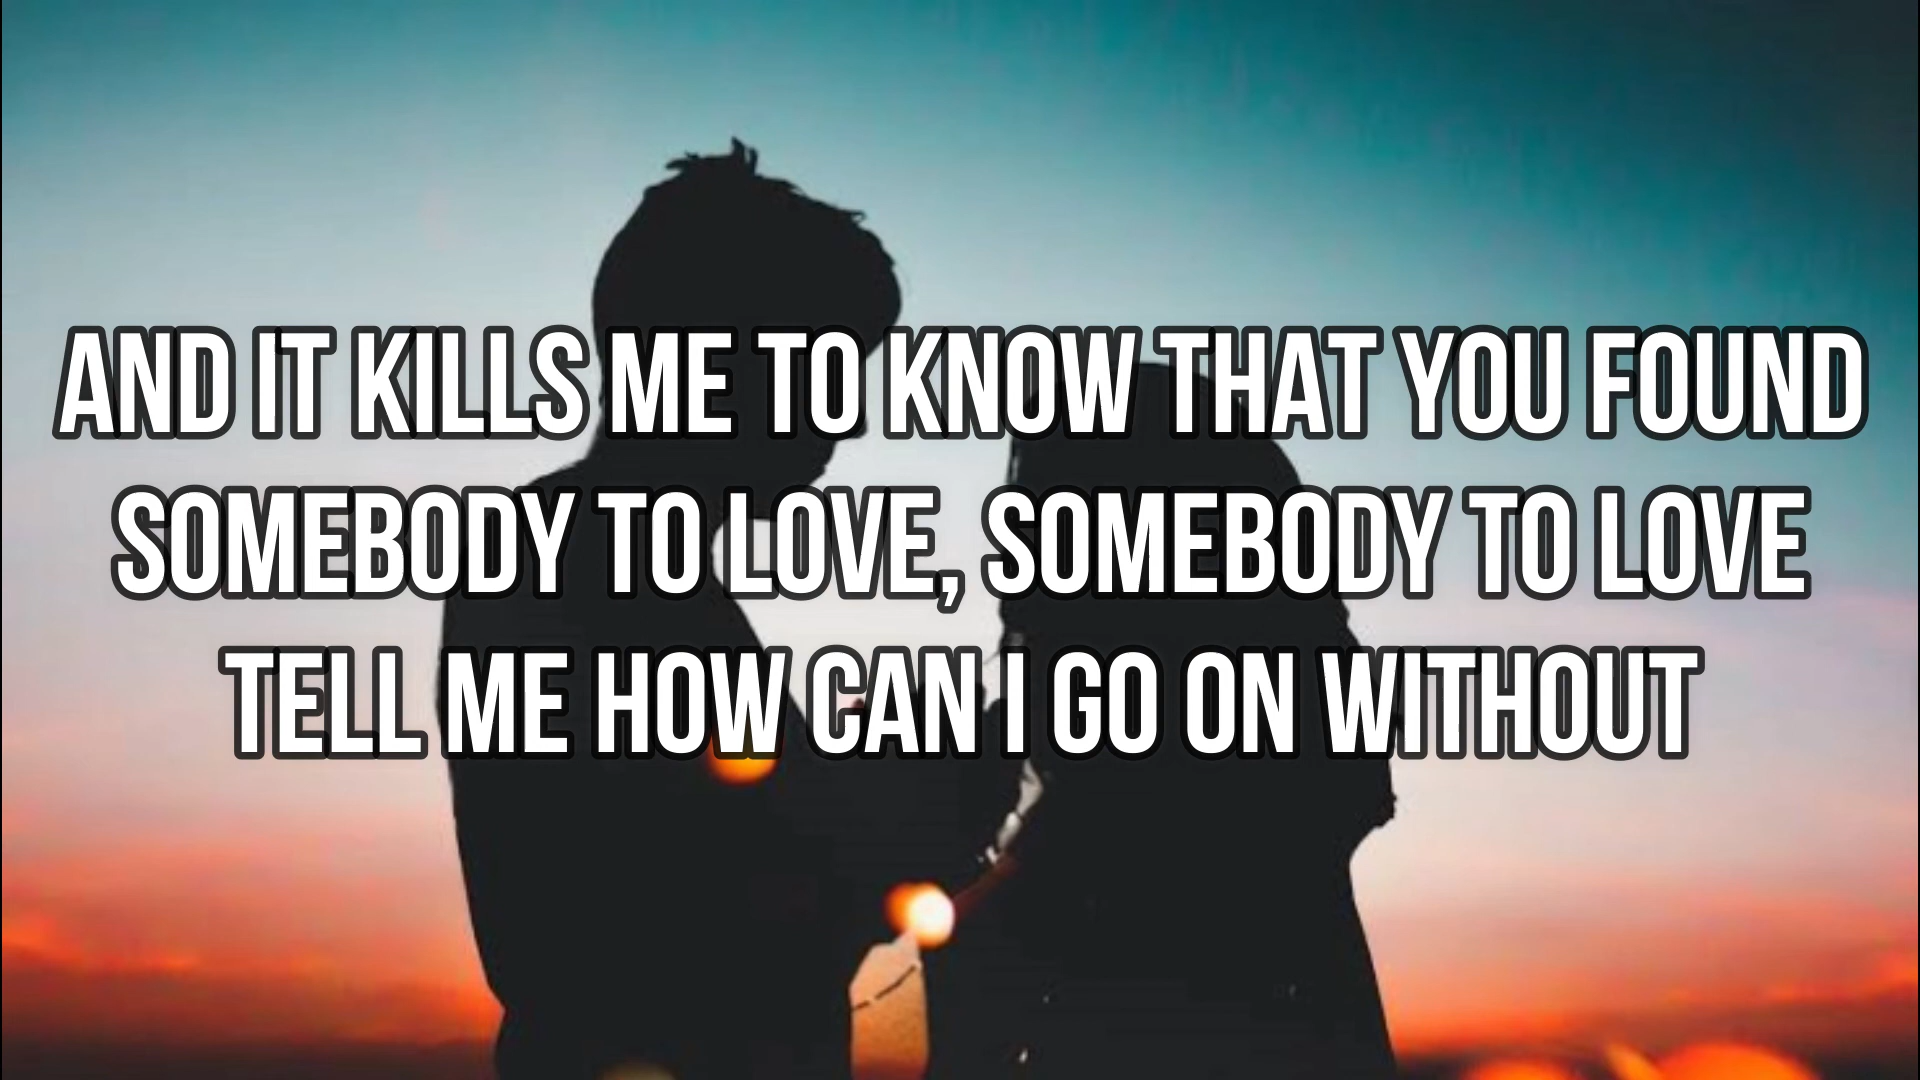 AND IT KILLS ME TO KNOW THAT YOU FOUND
SOMEBODY TO LOVE, SOMEBODY TO LOVE
TELL ME HOW CAN I GO ON WITHOUT